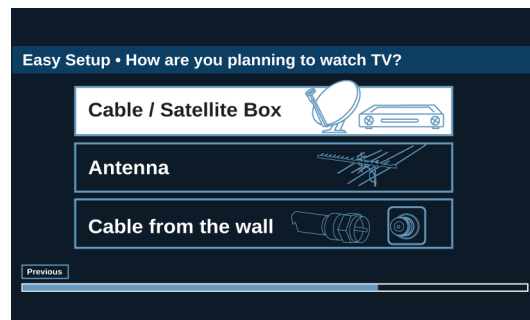 Easy Setup • How are you planning to watch TV?
Cable / Satellite Box
Antenna
Cable from the wall
Previous